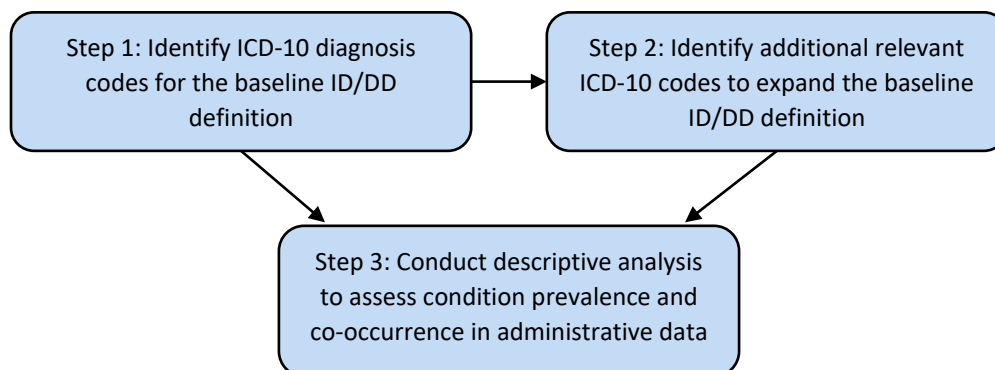 Step 1: Identify ICD-10 diagnosis
codes for the baseline ID/DD
definition
Step 2: Identify additional relevant
ICD-10 codes to expand the baseline
ID/DD definition
Step 3: Conduct descriptive analysis
to assess condition prevalence and
co-occurrence in administrative data